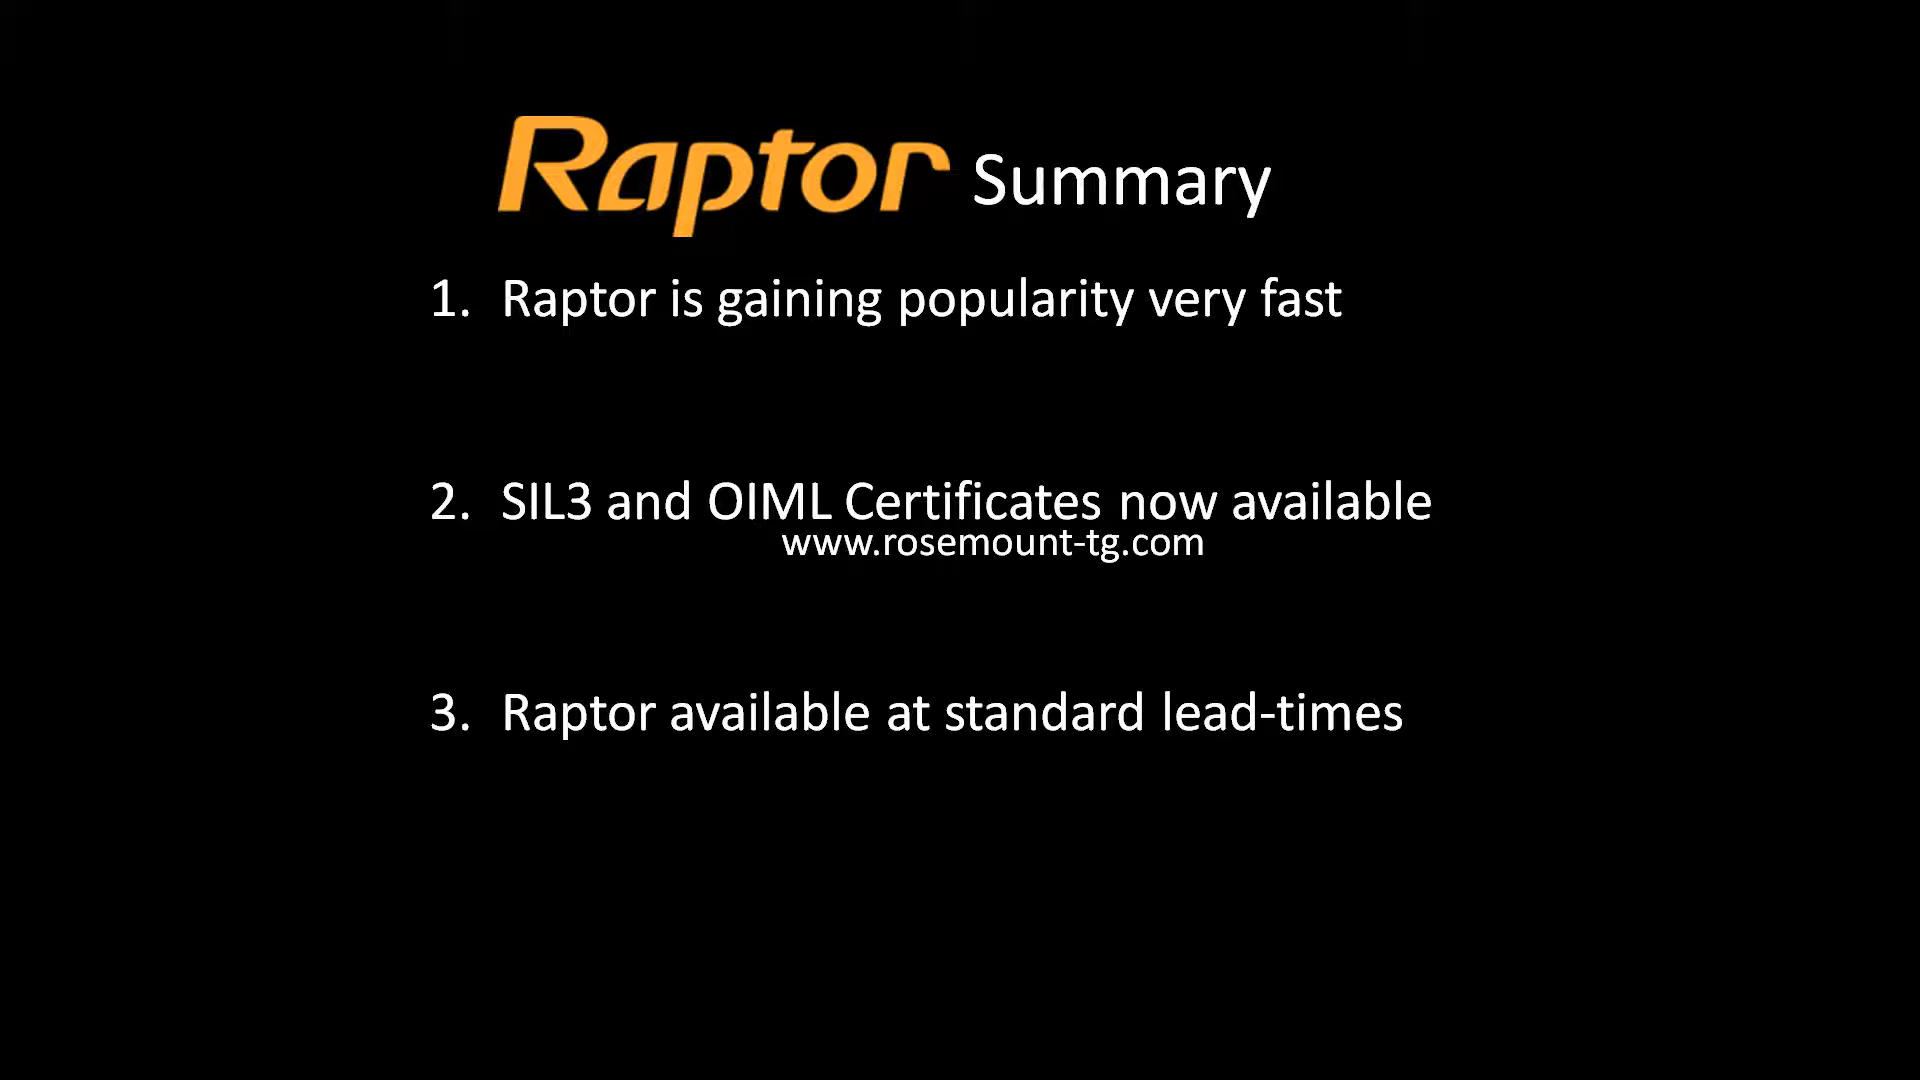 Raptor Summary
1. Raptor is gaining popularity very fast
2. SIL3 and OIML Certificates now available
www.rosemount-tg.com
3. Raptor available at standard lead-times